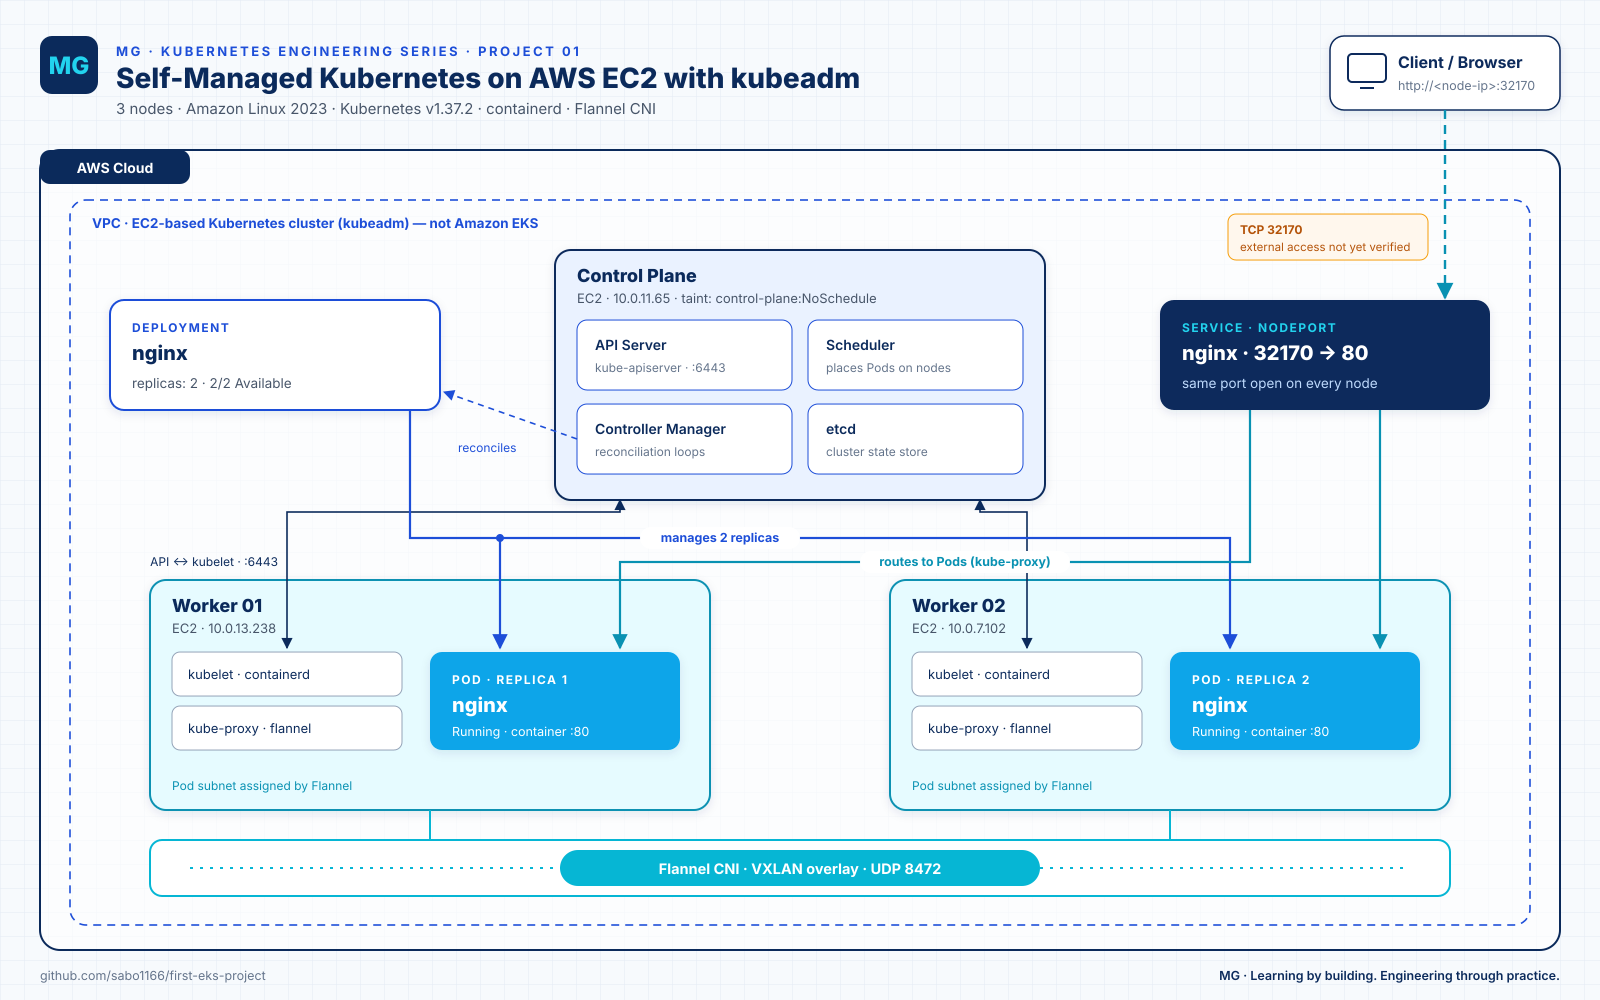 MG
MG · KUBERNETES ENGINEERING SERIES · PROJECT 01
Self-Managed Kubernetes on AWS EC2 with kubeadm
3 nodes · Amazon Linux 2023 · Kubernetes v1.37.2 · containerd · Flannel CNI
Client / Browser
http://<node-ip>:32170
AWS Cloud
VPC · EC2-based Kubernetes cluster (kubeadm) — not Amazon EKS
TCP 32170
external access not yet verified
Control Plane
EC2 · 10.0.11.65 · taint: control-plane:NoSchedule
API Server
kube-apiserver · :6443
Scheduler
places Pods on nodes
Controller Manager
reconciliation loops
etcd
cluster state store
DEPLOYMENT
nginx
replicas: 2 · 2/2 Available
reconciles
SERVICE · NODEPORT
nginx · 32170 → 80
same port open on every node
manages 2 replicas
API ↔ kubelet · :6443
routes to Pods (kube-proxy)
Worker 01
EC2 · 10.0.13.238
kubelet · containerd
kube-proxy · flannel
POD · REPLICA 1
nginx
Running · container :80
Pod subnet assigned by Flannel
Worker 02
EC2 · 10.0.7.102
kubelet · containerd
kube-proxy · flannel
POD · REPLICA 2
nginx
Running · container :80
Pod subnet assigned by Flannel
Flannel CNI · VXLAN overlay · UDP 8472
github.com/sabo1166/first-eks-project
MG · Learning by building. Engineering through practice.